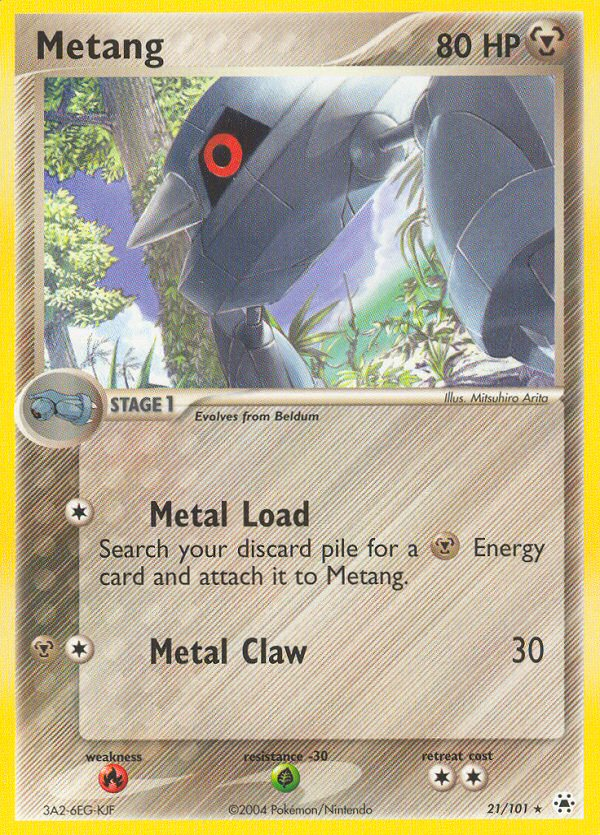 Metang 80 HP
Illus. Mitsuhiro Arita
STAGE 1
Evolves from Beldum
Metal Load
Search your discard pile for a Energy
card and attach it to Metang.
Metal Claw 30
weakness resistance -30 retreat cost
3A2-6EG-KJF ©2004 Pokémon/Nintendo 21/101 ★